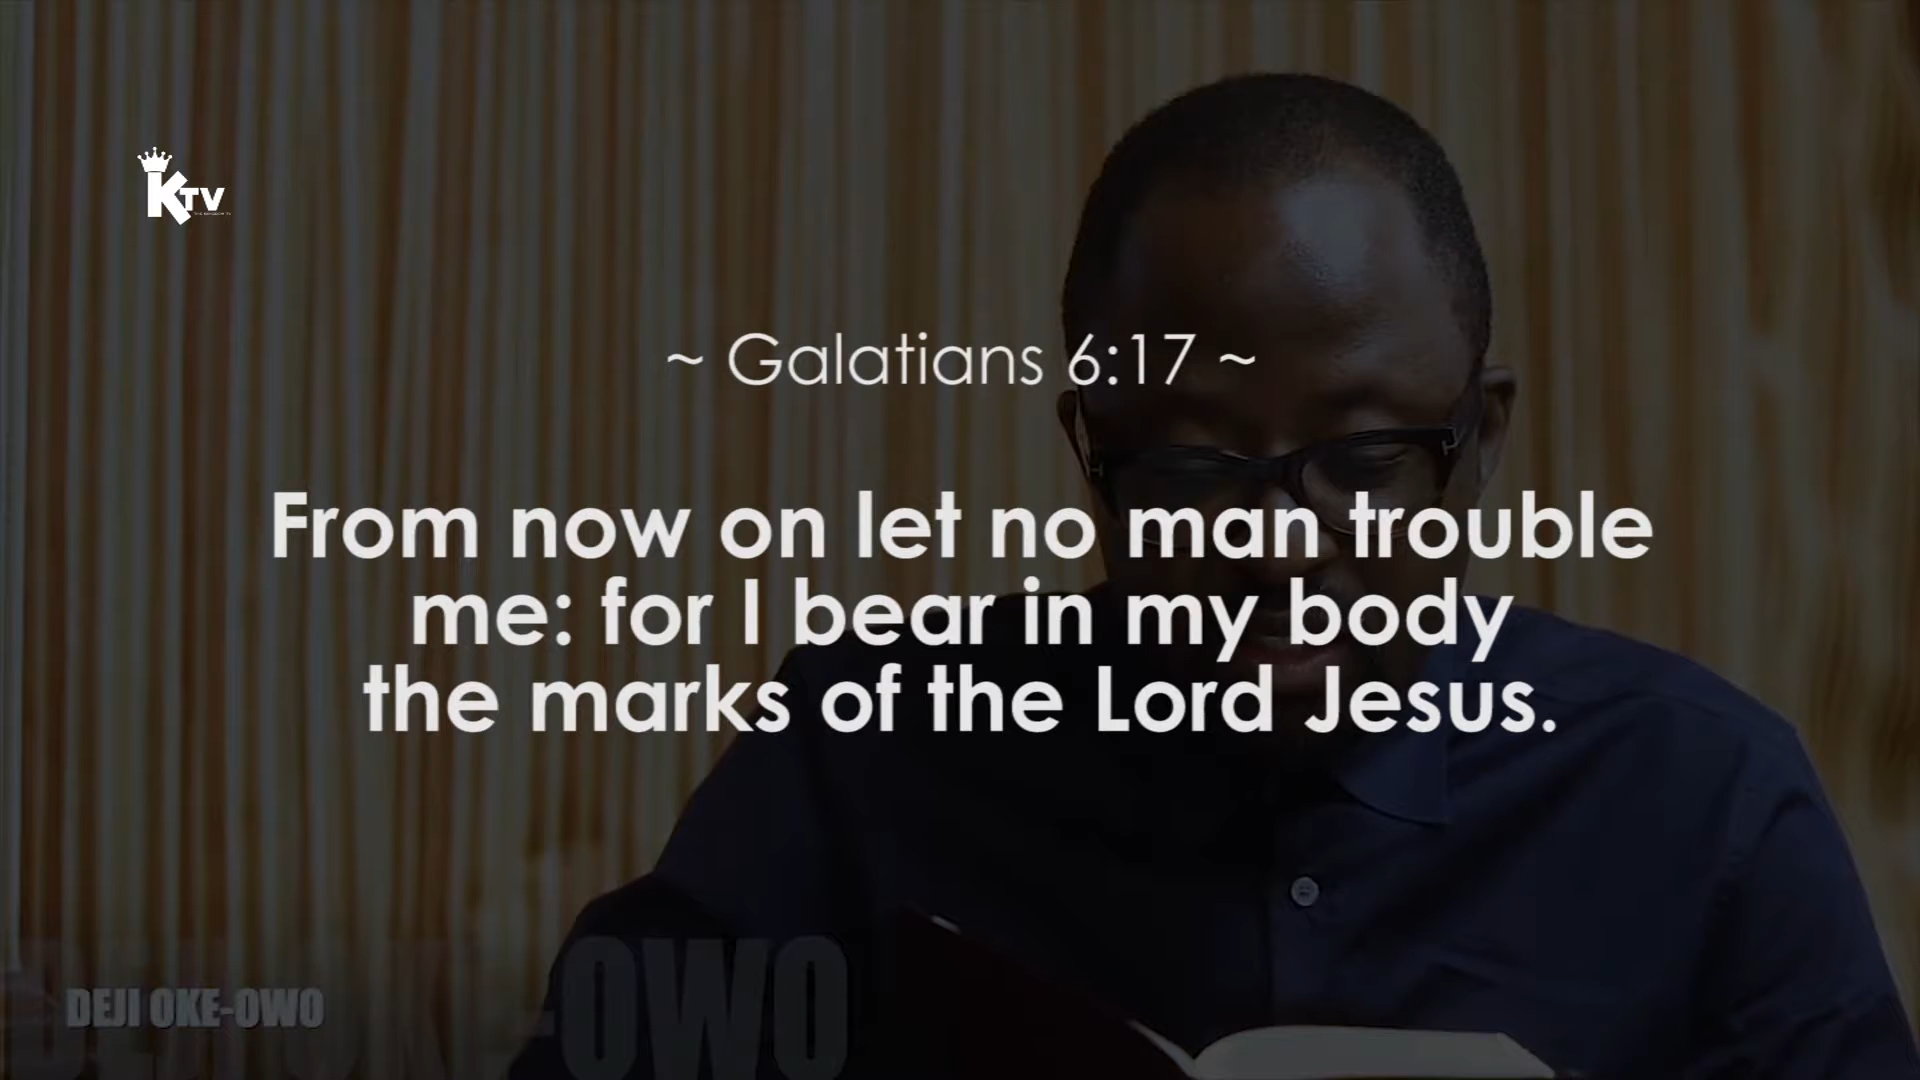 KTV
~ Galatians 6:17 ~
From now on let no man trouble
me: for I bear in my body
the marks of the Lord Jesus.
DEJI OKE-OWO
-OWO